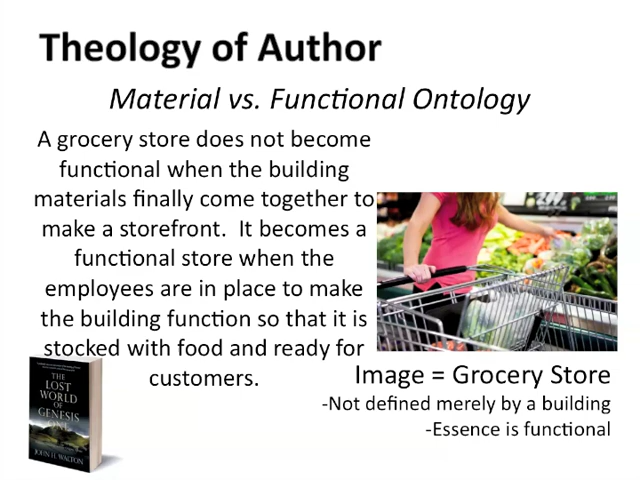 Theology of Author
Material vs. Functional Ontology
A grocery store does not become
functional when the building
materials finally come together to
make a storefront.  It becomes a
functional store when the
employees are in place to make
the building function so that it is
stocked with food and ready for
customers.
Image = Grocery Store
-Not defined merely by a building
-Essence is functional
THE
LOST
WORLD
OF
GENESIS
ONE
JOHN H. WALTON